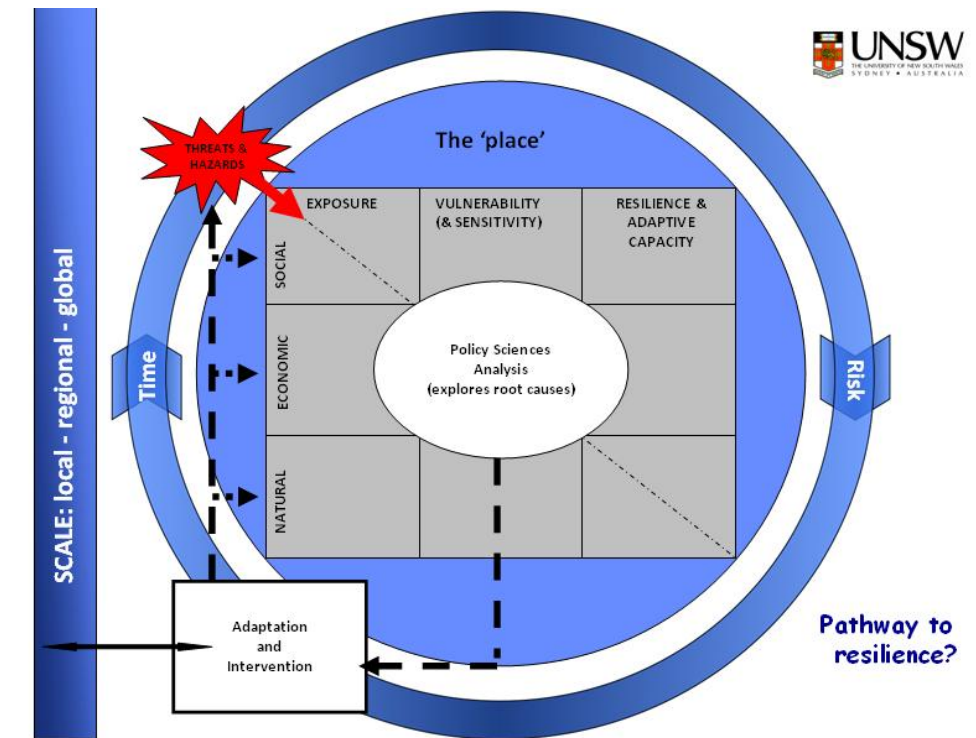 UNSW
THE UNIVERSITY OF NEW SOUTH WALES
SYDNEY • AUSTRALIA
The 'place'
THREATS &
HAZARDS
EXPOSURE
VULNERABILITY
(& SENSITIVITY)
RESILIENCE &
ADAPTIVE
CAPACITY
SOCIAL
ECONOMIC
NATURAL
Policy Sciences
Analysis
(explores root causes)
Time
Risk
SCALE: local - regional - global
Adaptation
and
Intervention
Pathway to
resilience?